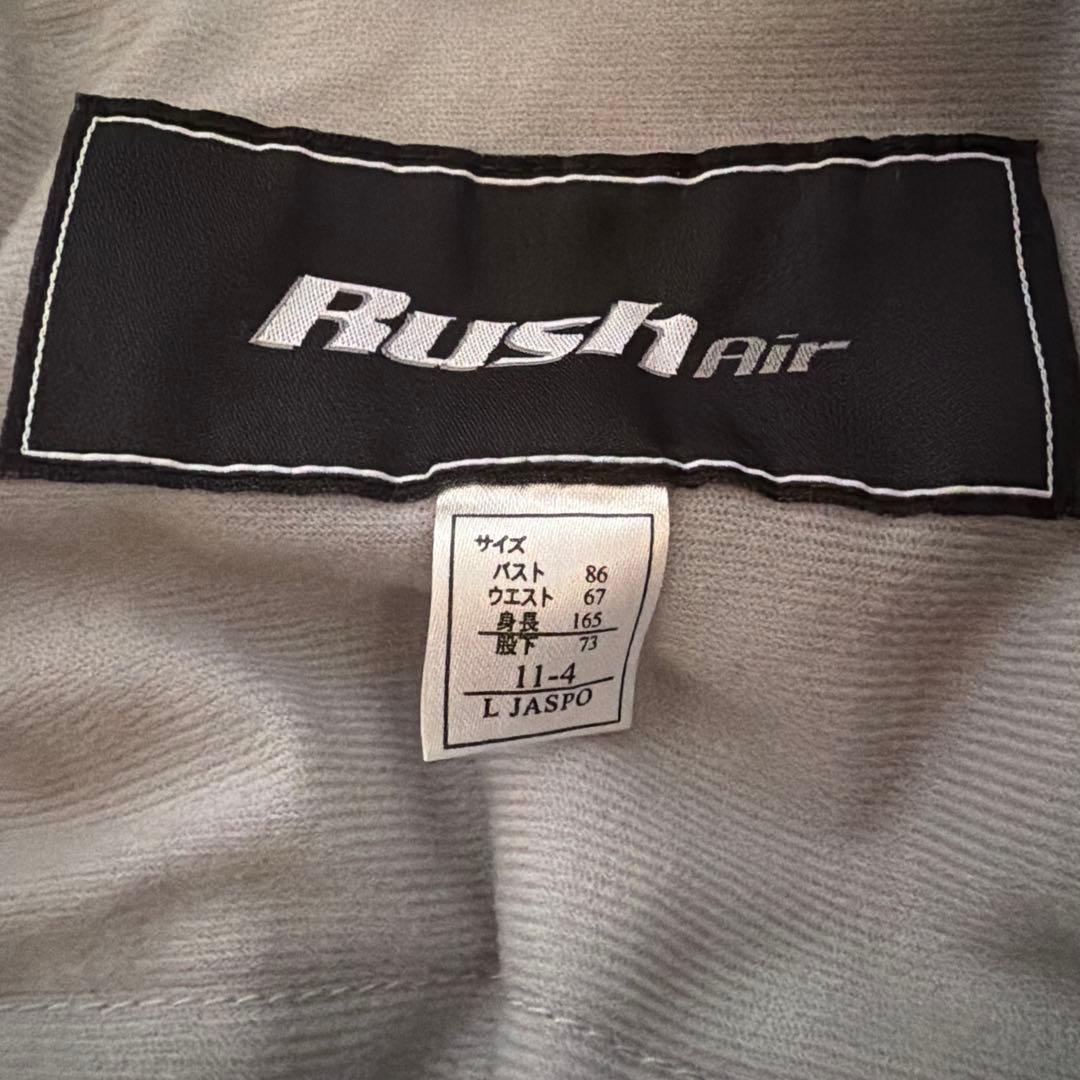 Rush Air
サイズ
バスト 86
ウエスト 67
身長 165
股下 73
11-4
L JASPO